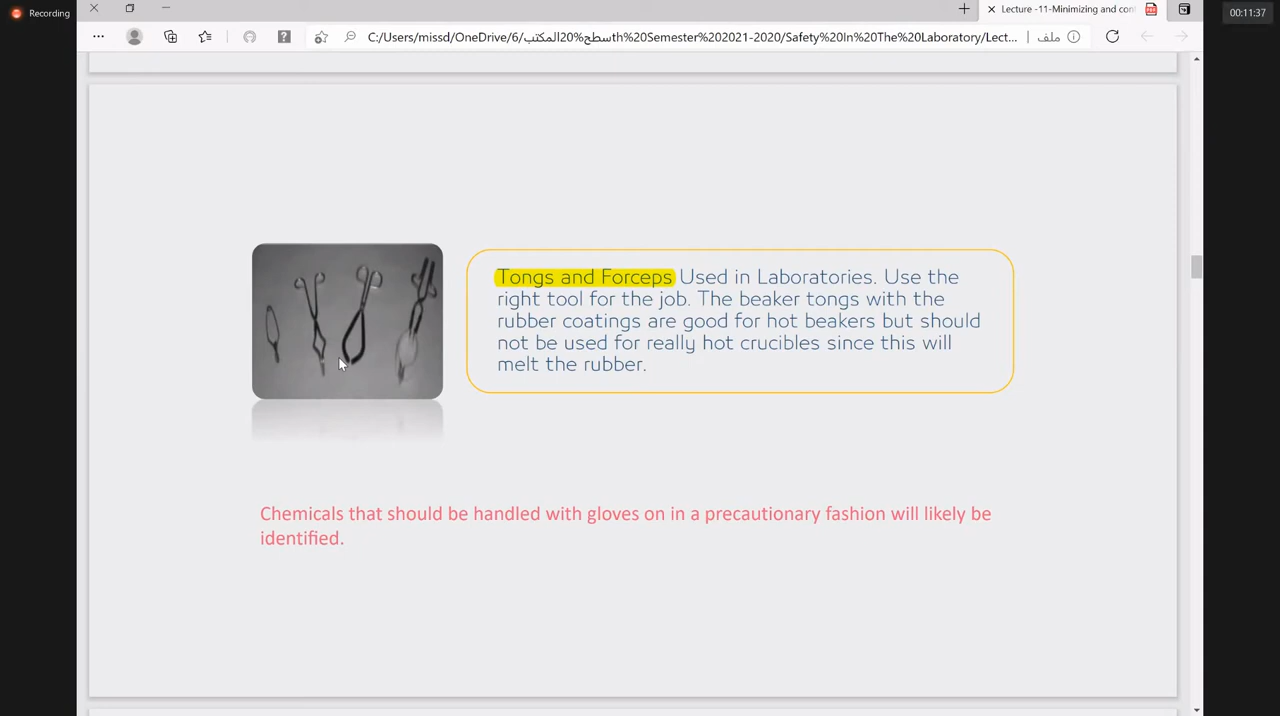 Recording
Lecture -11-Minimizing and cont
00:11:37
C:/Users/missd/OneDrive/سطح%20المكتب/6th%20Semester%202021-2020/Safety%20In%20The%20Laboratory/Lect...
ملف
Tongs and Forceps Used in Laboratories. Use the
right tool for the job. The beaker tongs with the
rubber coatings are good for hot beakers but should
not be used for really hot crucibles since this will
melt the rubber.
Chemicals that should be handled with gloves on in a precautionary fashion will likely be
identified.